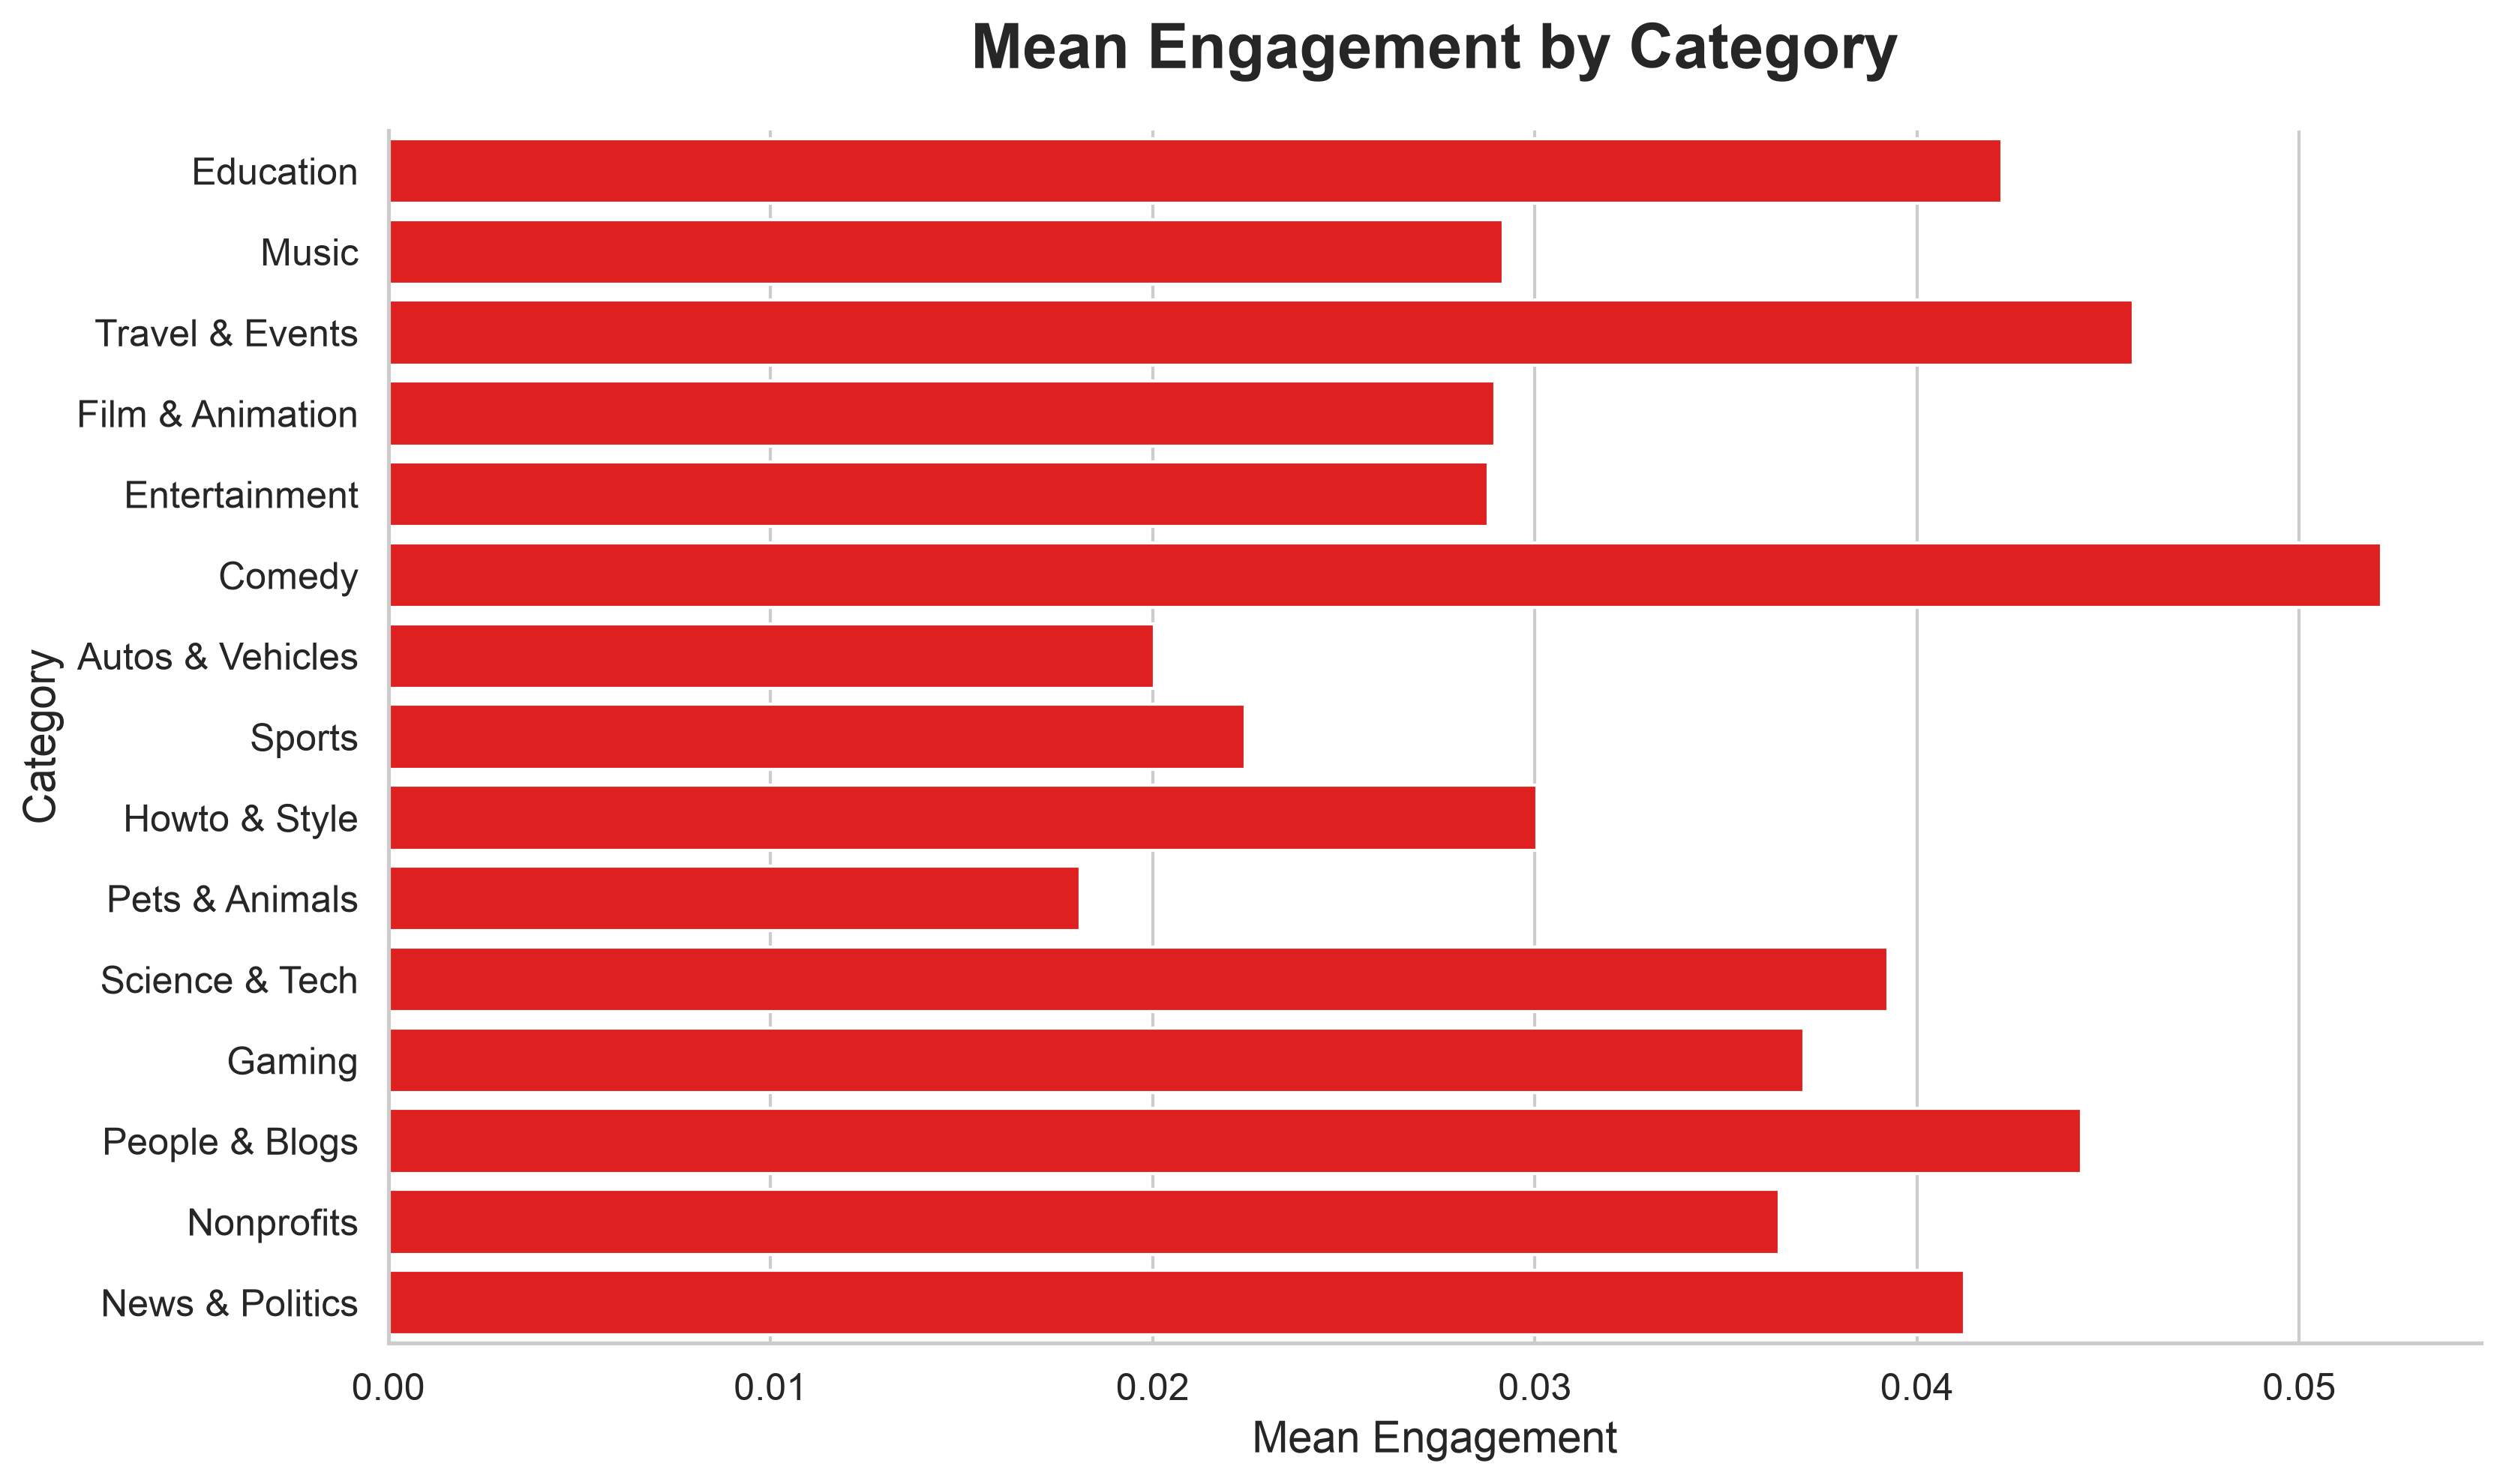 Mean Engagement by Category
Category
Education
Music
Travel & Events
Film & Animation
Entertainment
Comedy
Autos & Vehicles
Sports
Howto & Style
Pets & Animals
Science & Tech
Gaming
People & Blogs
Nonprofits
News & Politics
0.00 0.01 0.02 0.03 0.04 0.05
Mean Engagement